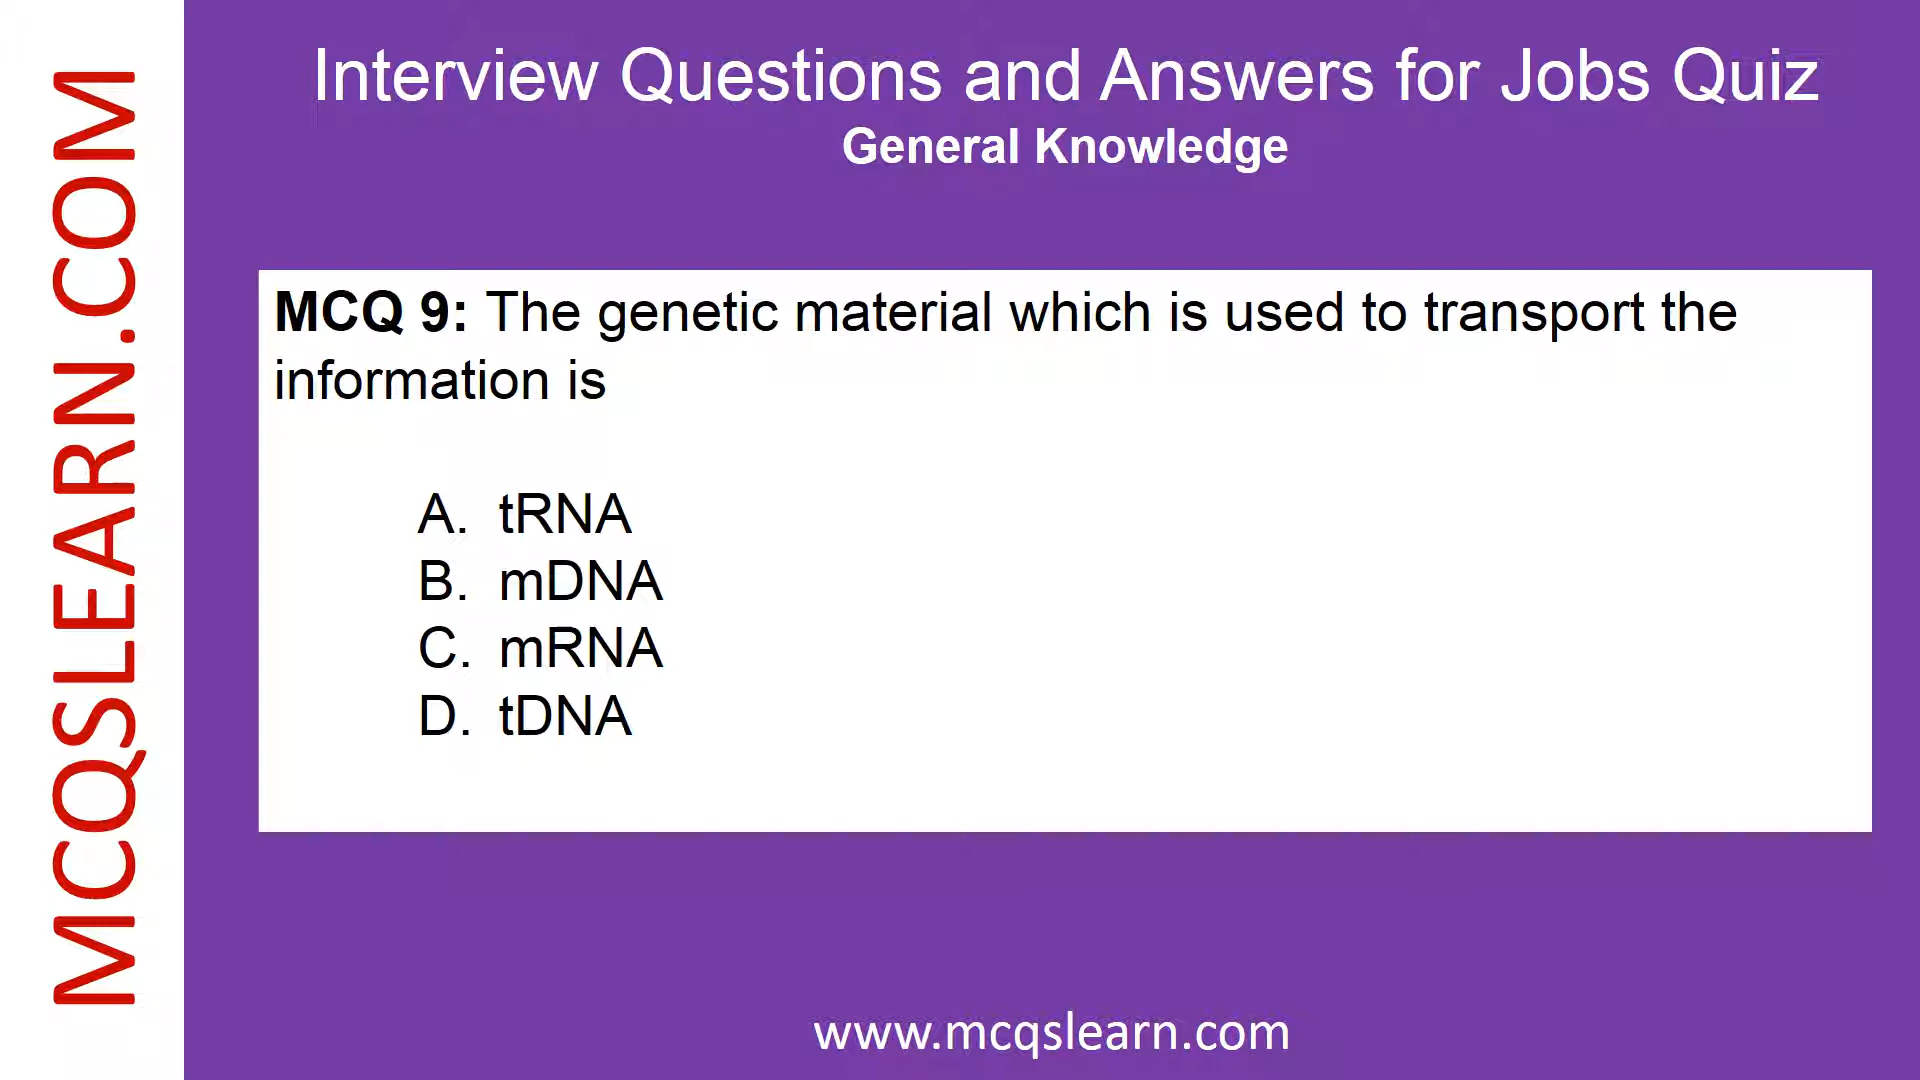 MCQSLEARN.COM
Interview Questions and Answers for Jobs Quiz
General Knowledge
MCQ 9: The genetic material which is used to transport the
information is
A. tRNA
B. mDNA
C. mRNA
D. tDNA
www.mcqslearn.com